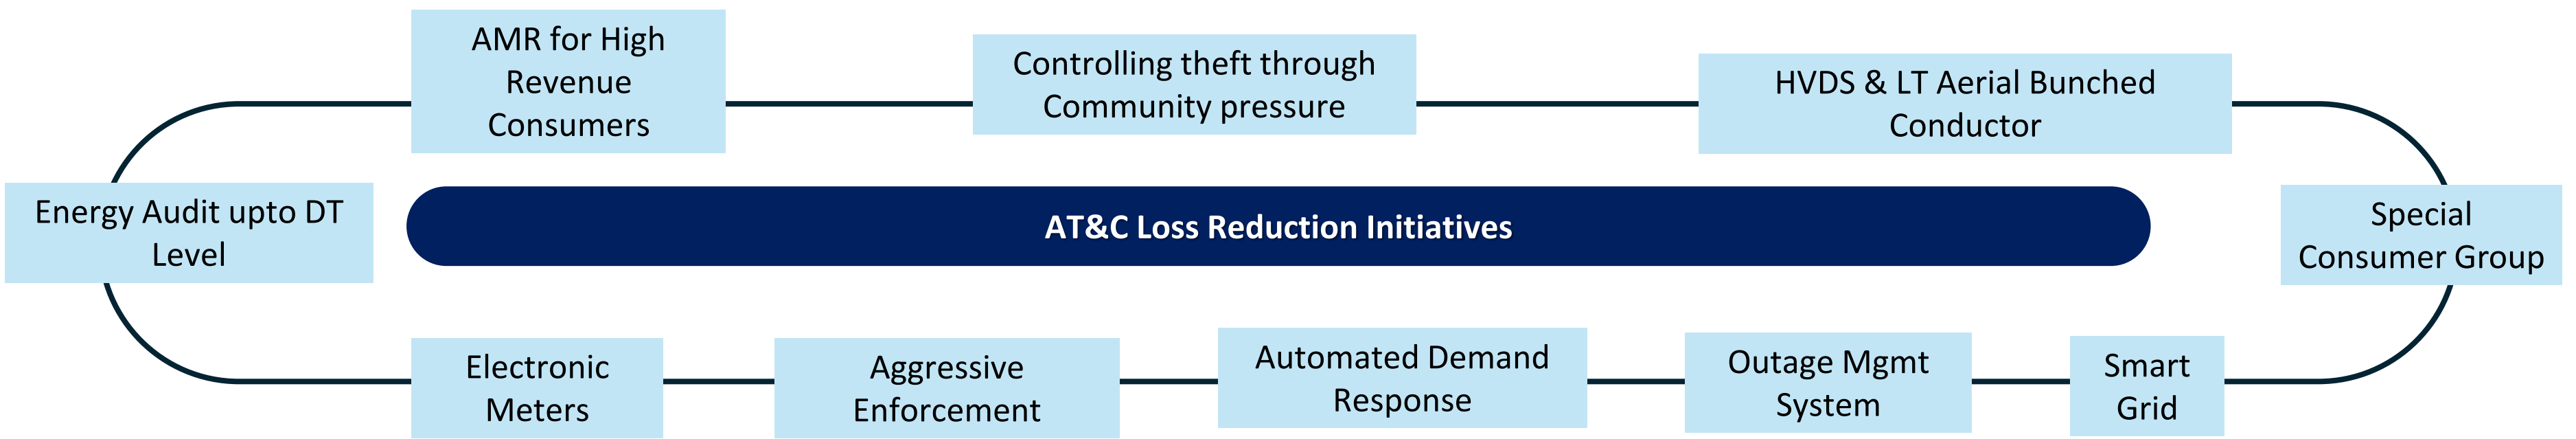 AMR for High
Revenue
Consumers
Controlling theft through
Community pressure
HVDS & LT Aerial Bunched
Conductor
Energy Audit upto DT
Level
AT&C Loss Reduction Initiatives
Special
Consumer Group
Electronic
Meters
Aggressive
Enforcement
Automated Demand
Response
Outage Mgmt
System
Smart
Grid